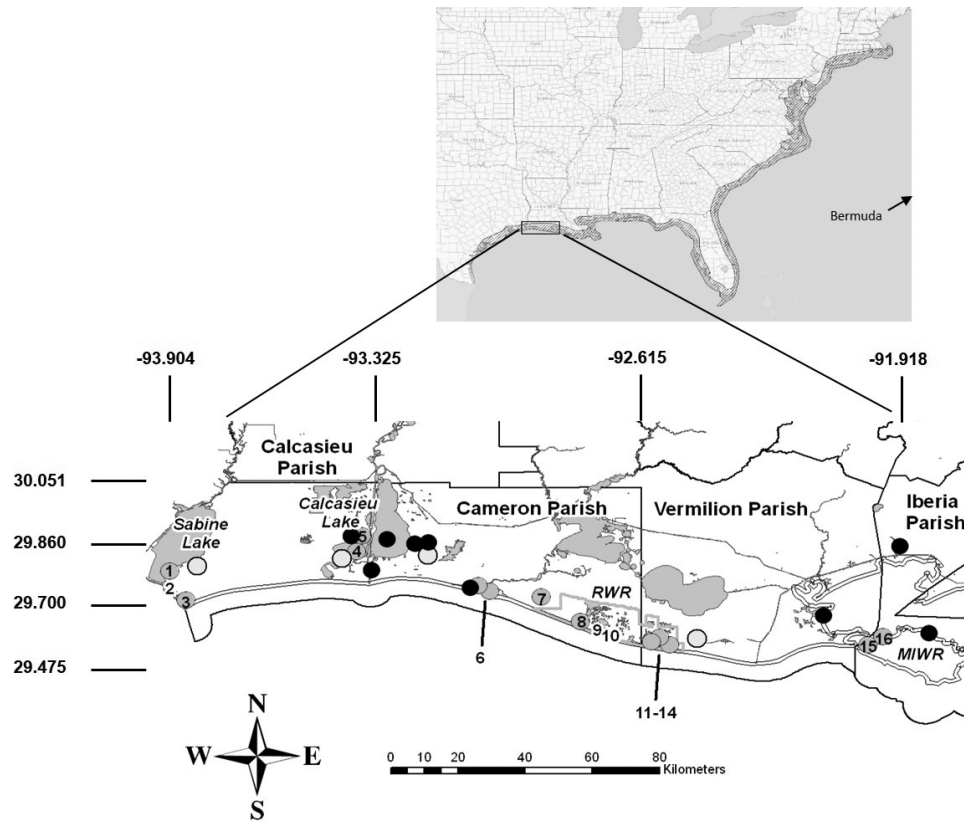 Bermuda
-93.904
-93.325
-92.615
-91.918
30.051
29.860
29.700
29.475
Calcasieu
Parish
Sabine
Lake
Calcasieu
Lake
Cameron Parish
Vermilion Parish
Iberia
Parish
RWR
MIWR
1
2
3
4
5
6
7
8
9
10
11-14
15
16
N
W
E
S
0 10 20 40 60 80
Kilometers